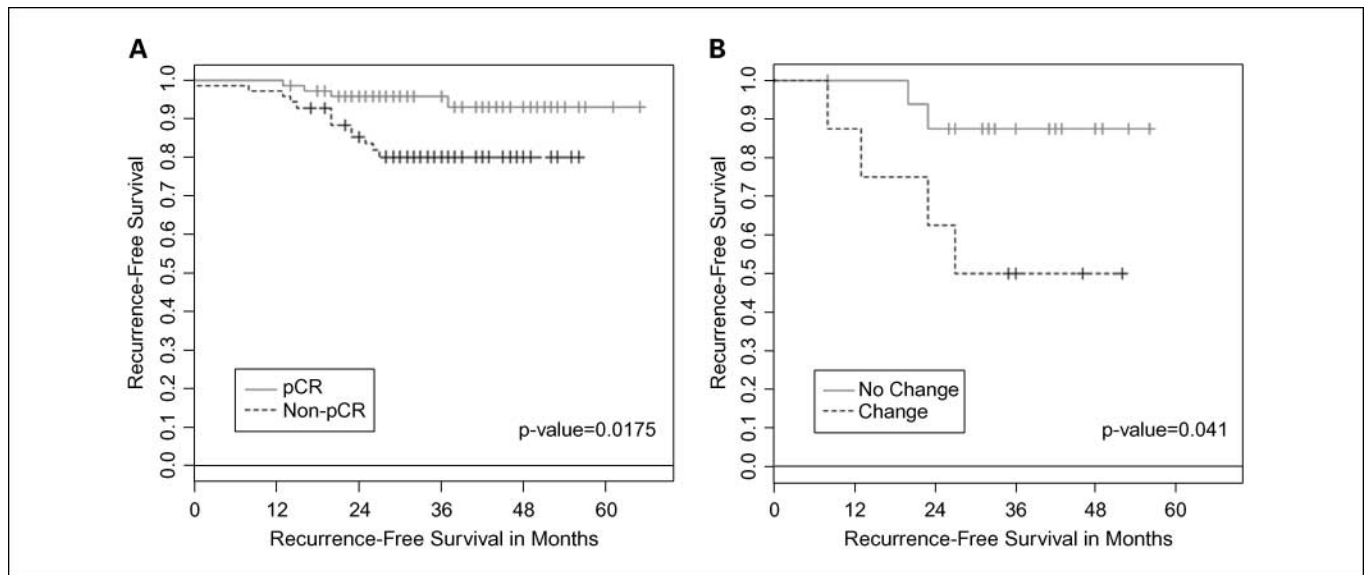 A
Recurrence-Free Survival
1.0
0.9
0.8
0.7
0.6
0.5
0.4
0.3
0.2
0.1
0.0
pCR
Non-pCR
p-value=0.0175
0 12 24 36 48 60
Recurrence-Free Survival in Months
B
Recurrence-Free Survival
1.0
0.9
0.8
0.7
0.6
0.5
0.4
0.3
0.2
0.1
0.0
No Change
Change
p-value=0.041
0 12 24 36 48 60
Recurrence-Free Survival in Months